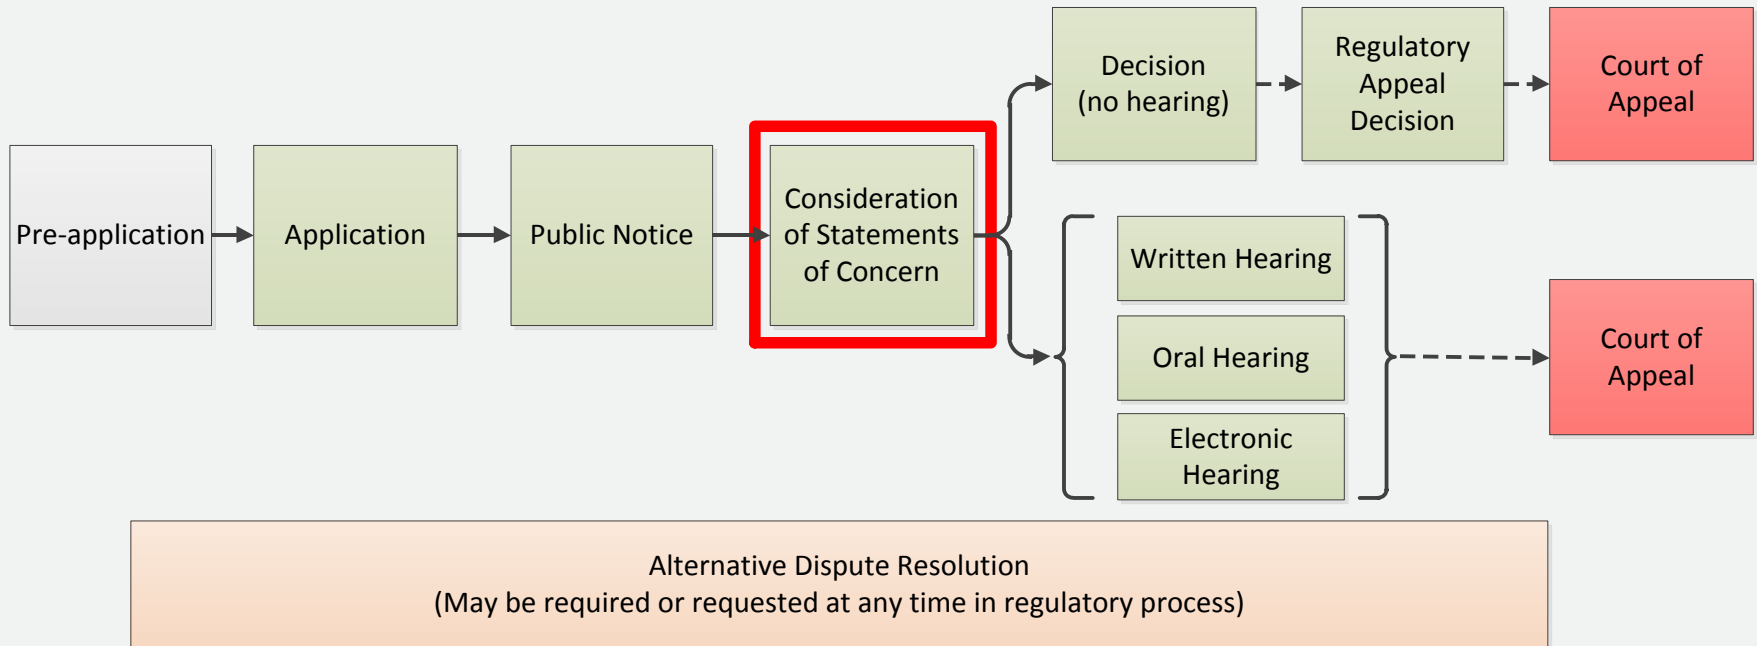 Pre-application
Application
Public Notice
Consideration
of Statements
of Concern
Decision
(no hearing)
Regulatory
Appeal
Decision
Court of
Appeal
Written Hearing
Oral Hearing
Electronic
Hearing
Court of
Appeal
Alternative Dispute Resolution
(May be required or requested at any time in regulatory process)